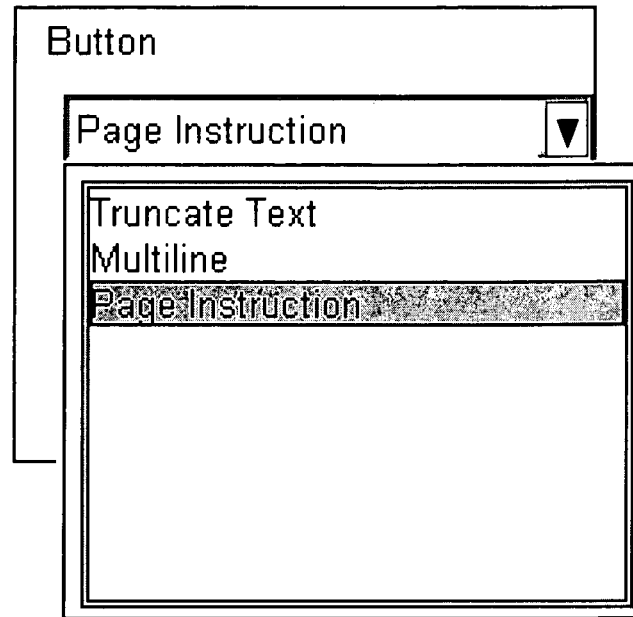 Button
Page Instruction
Truncate Text
Multiline
Page Instruction